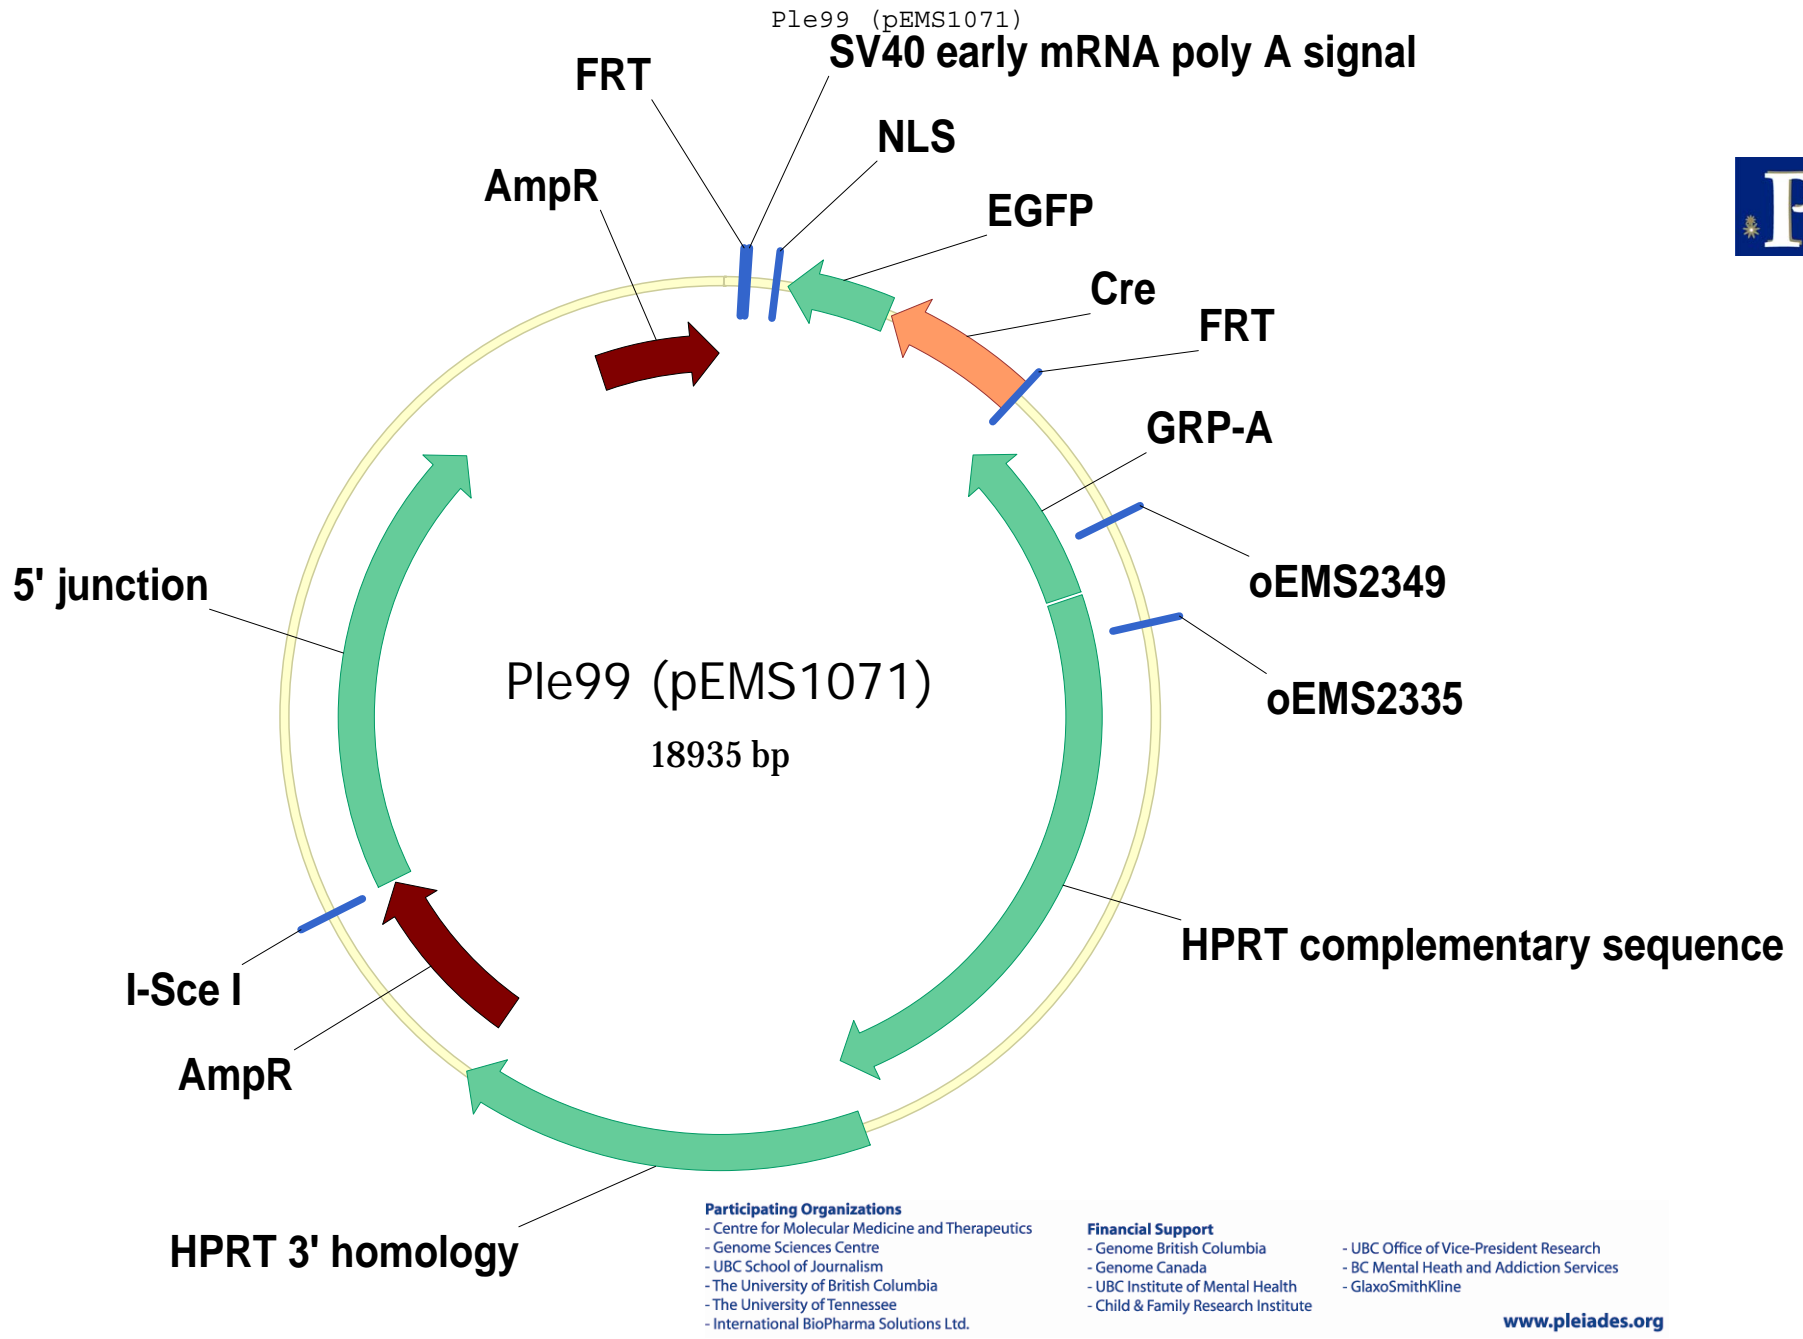 Ple99 (pEMS1071)
SV40 early mRNA poly A signal
FRT
NLS
AmpR
EGFP
Cre
FRT
GRP-A
oEMS2349
5' junction
oEMS2335
Ple99 (pEMS1071)
18935 bp
HPRT complementary sequence
I-Sce I
AmpR
HPRT 3' homology
Participating Organizations
- Centre for Molecular Medicine and Therapeutics
- Genome Sciences Centre
- UBC School of Journalism
- The University of British Columbia
- The University of Tennessee
- International BioPharma Solutions Ltd.
Financial Support
- Genome British Columbia
- Genome Canada
- UBC Institute of Mental Health
- Child & Family Research Institute
- UBC Office of Vice-President Research
- BC Mental Heath and Addiction Services
- GlaxoSmithKline
www.pleiades.org